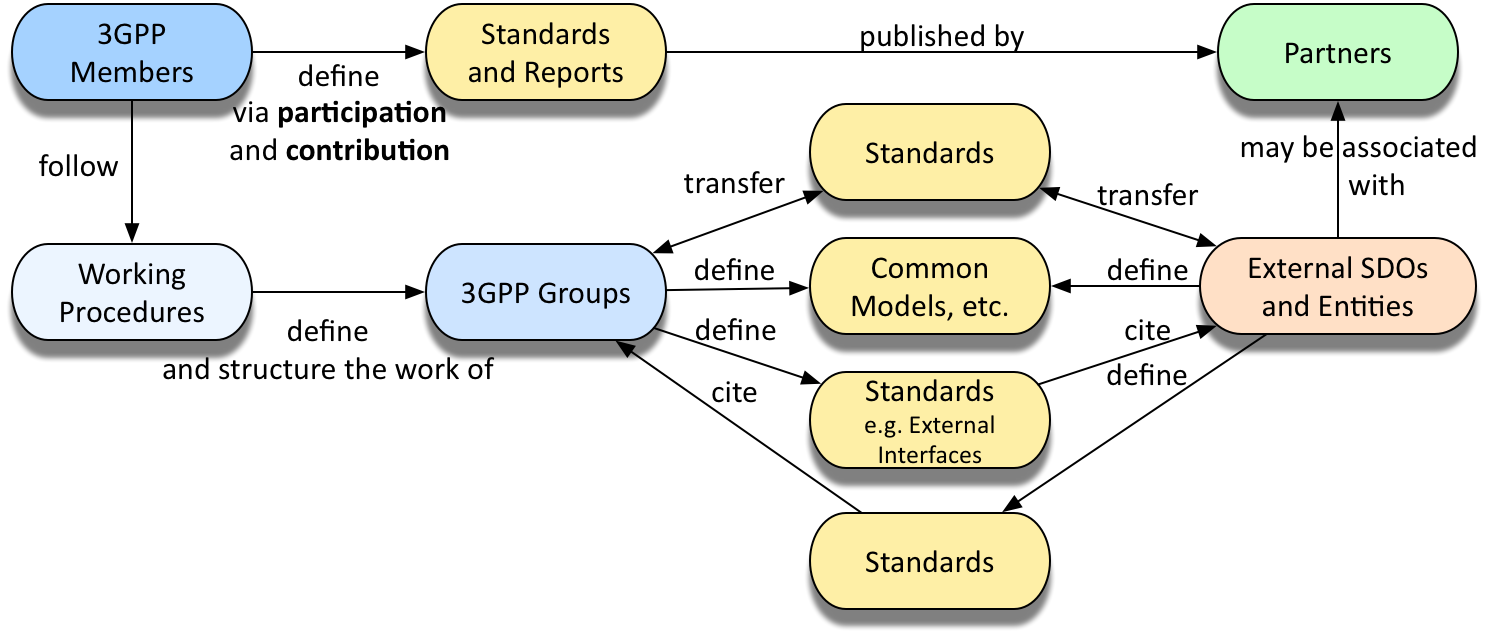 3GPP
Members
define
via participation
and contribution
Standards
and Reports
published by
Partners
follow
Working
Procedures
define
and structure the work of
3GPP Groups
transfer
Standards
transfer
may be associated
with
define
Common
Models, etc.
define
External SDOs
and Entities
define
Standards
e.g. External
Interfaces
cite
define
cite
Standards